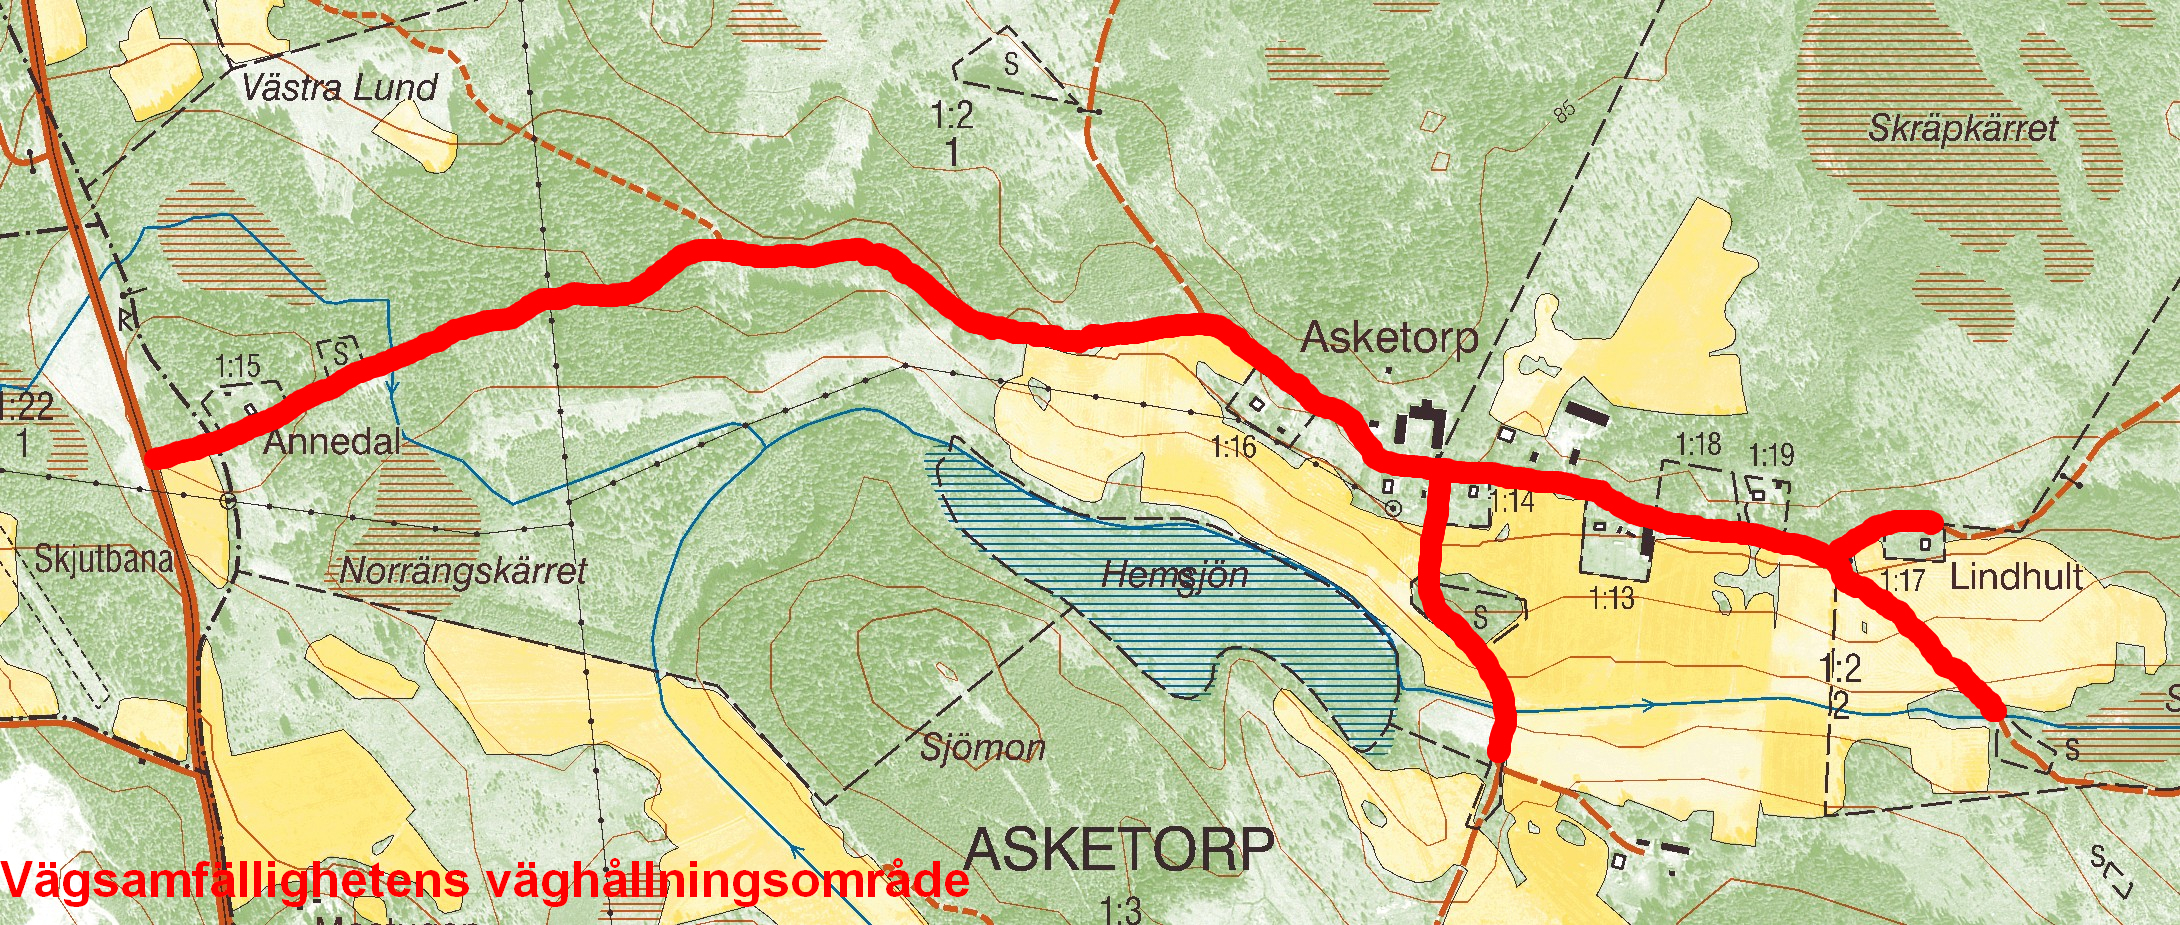 Västra Lund
S
1:2
1
85
Skräpkärret
R
1:15
S
Asketorp
1:22
1
Annedal
1:16
1:18
1:19
1:14
Skjutbana
Norrängskärret
Hemsjön
S
1:17
Lindhult
1:13
S
1:2
2
S
Sjömon
S
ASKETORP
S
Vägsamfällighetens väghållningsområde
1:3